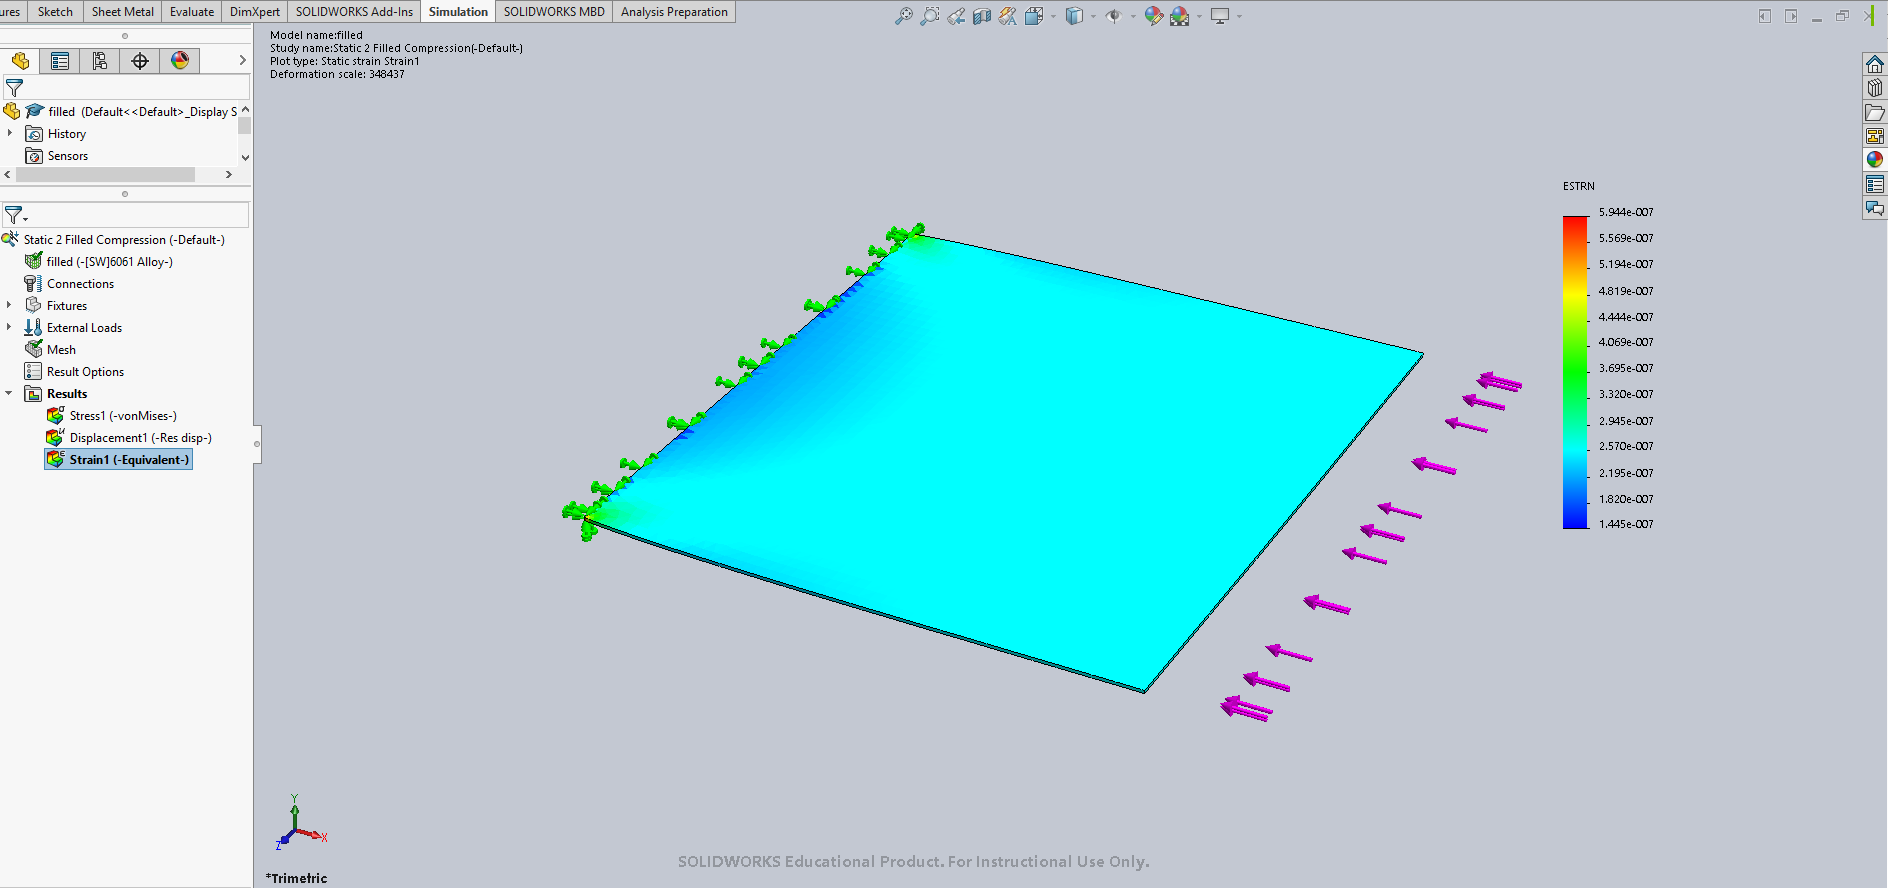 ures Sketch Sheet Metal Evaluate DimXpert SOLIDWORKS Add-Ins Simulation SOLIDWORKS MBD Analysis Preparation
Model name:filled
Study name:Static 2 Filled Compression(-Default-)
Plot type: Static strain Strain1
Deformation scale: 348437
filled (Default<<Default>_Display S
History
Sensors
Static 2 Filled Compression (-Default-)
filled (-[SW]6061 Alloy-)
Connections
Fixtures
External Loads
Mesh
Result Options
Results
Stress1 (-vonMises-)
Displacement1 (-Res disp-)
Strain1 (-Equivalent-)
ESTRN
5.944e-007
5.569e-007
5.194e-007
4.819e-007
4.444e-007
4.069e-007
3.695e-007
3.320e-007
2.945e-007
2.570e-007
2.195e-007
1.820e-007
1.445e-007
Y
X
Z
SOLIDWORKS Educational Product. For Instructional Use Only.
*Trimetric